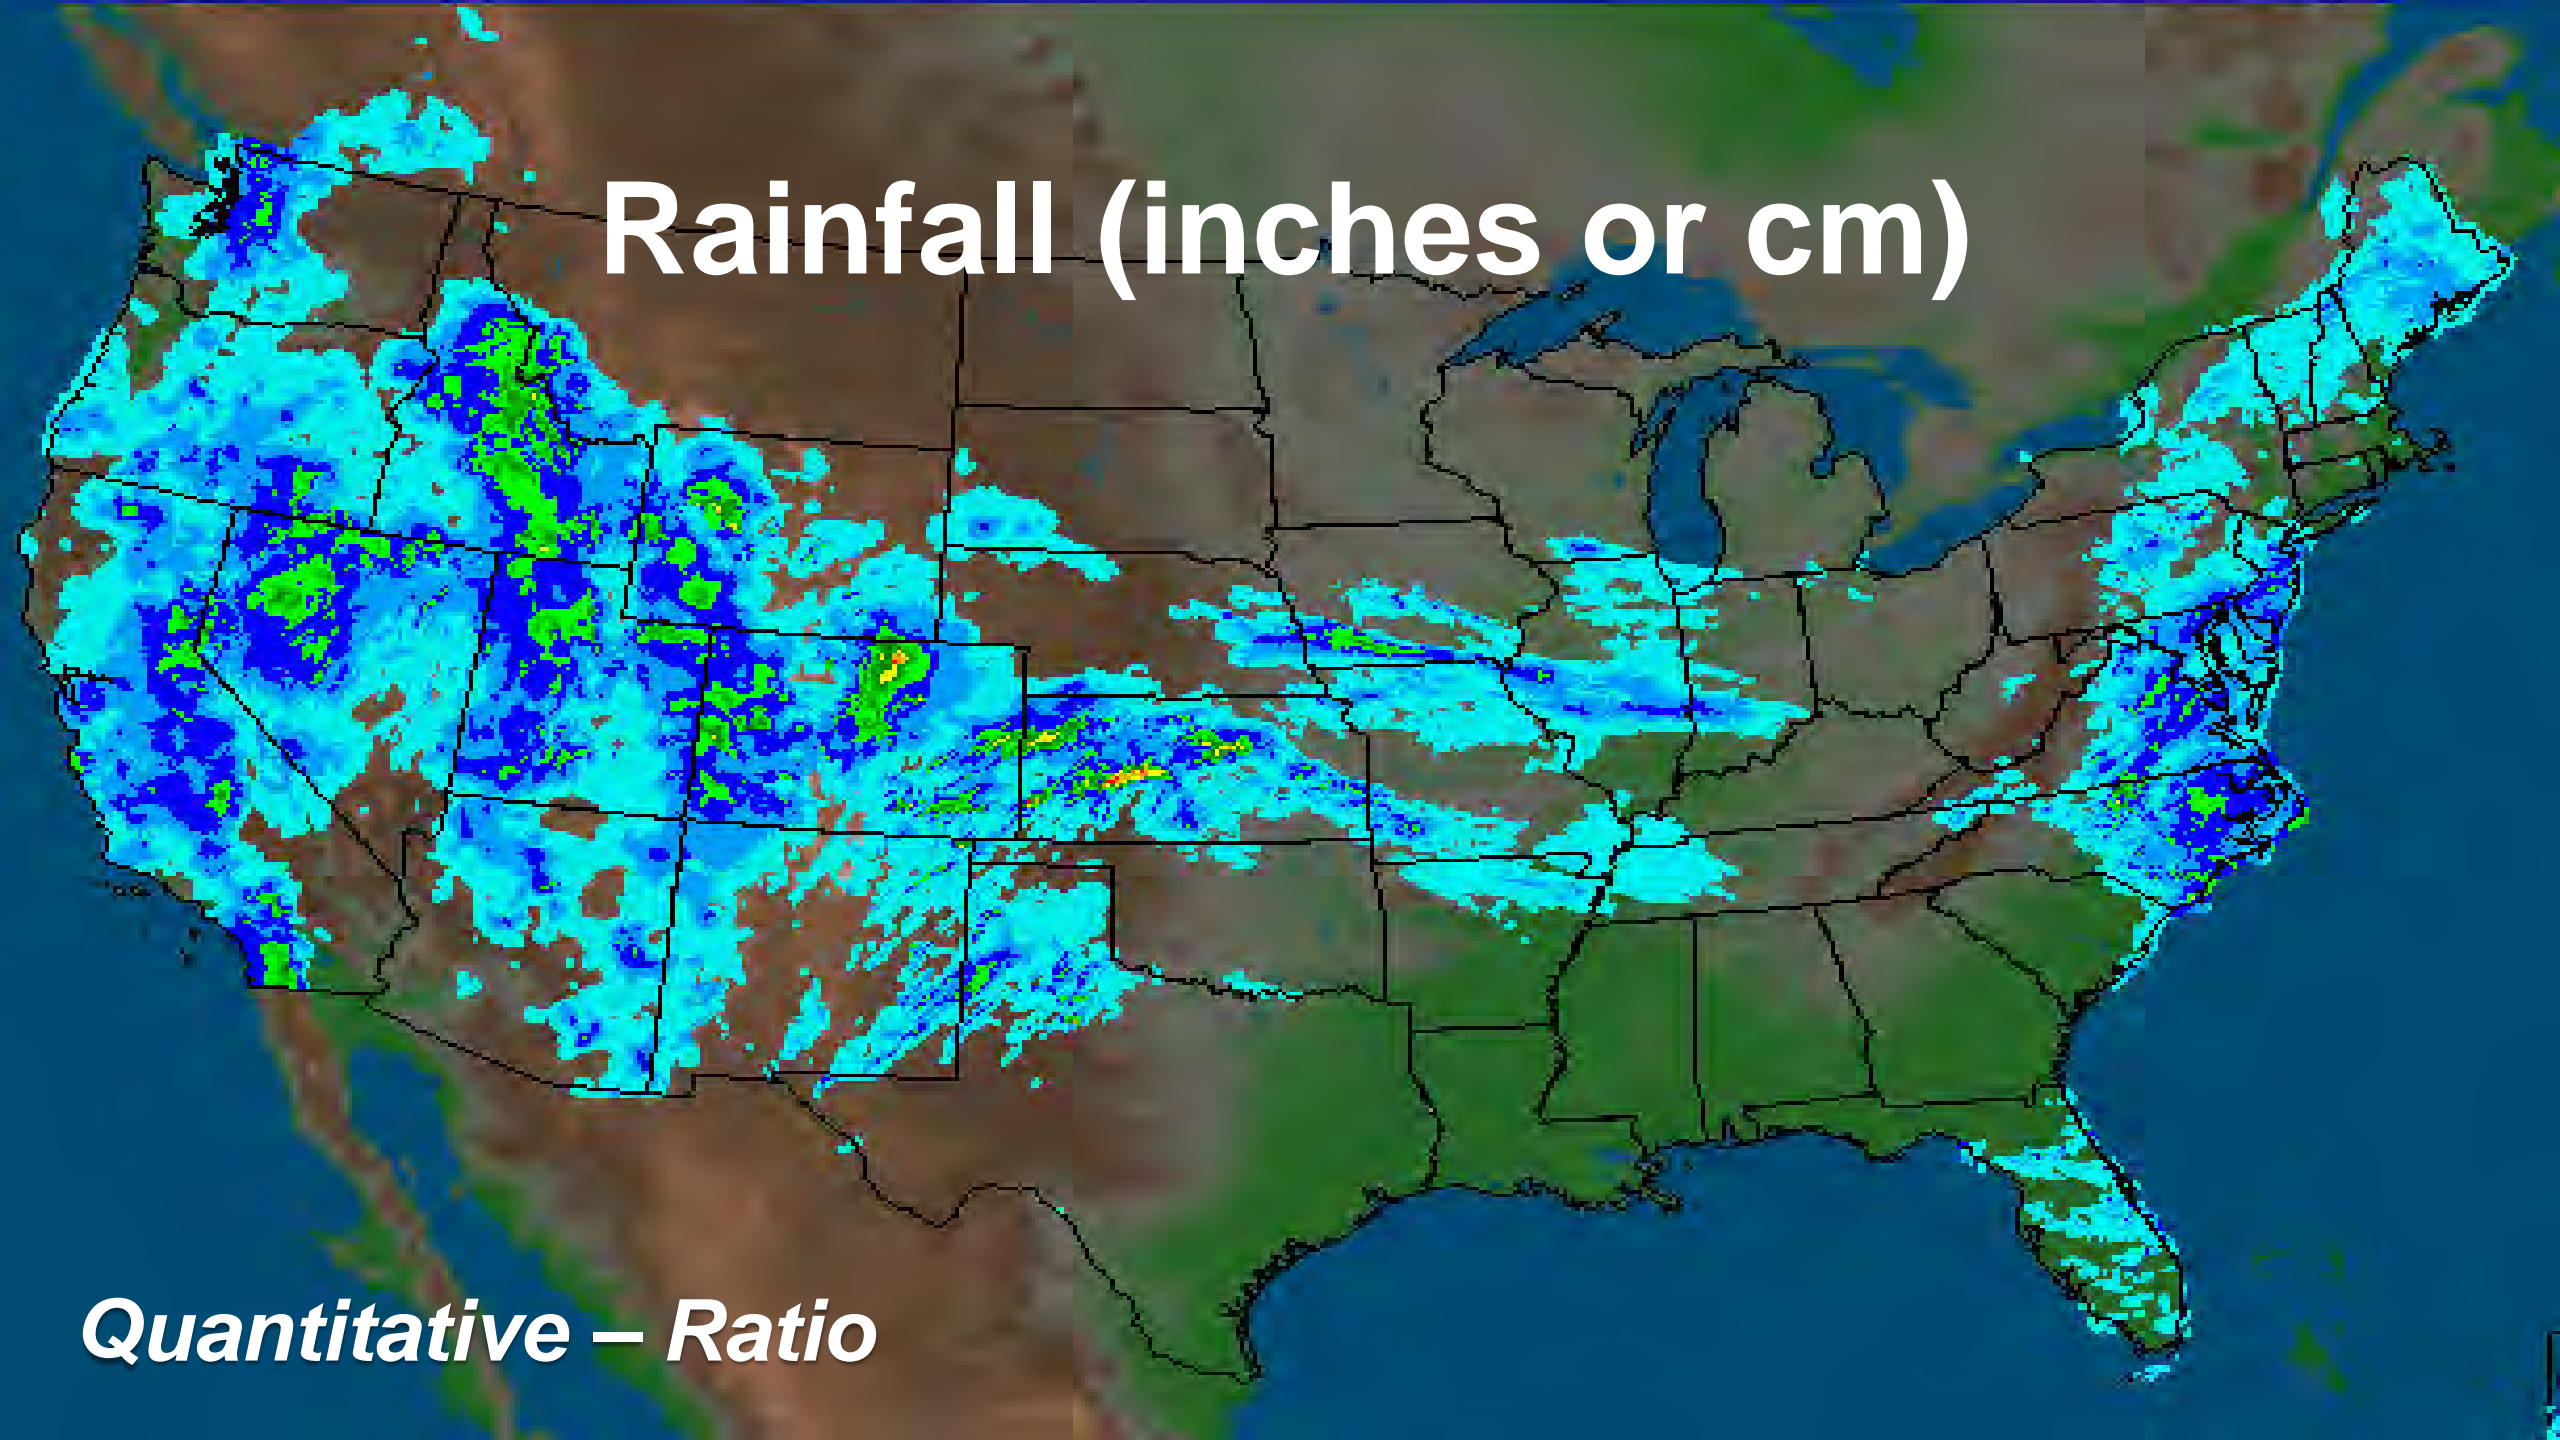 Rainfall (inches or cm)
Quantitative – Ratio